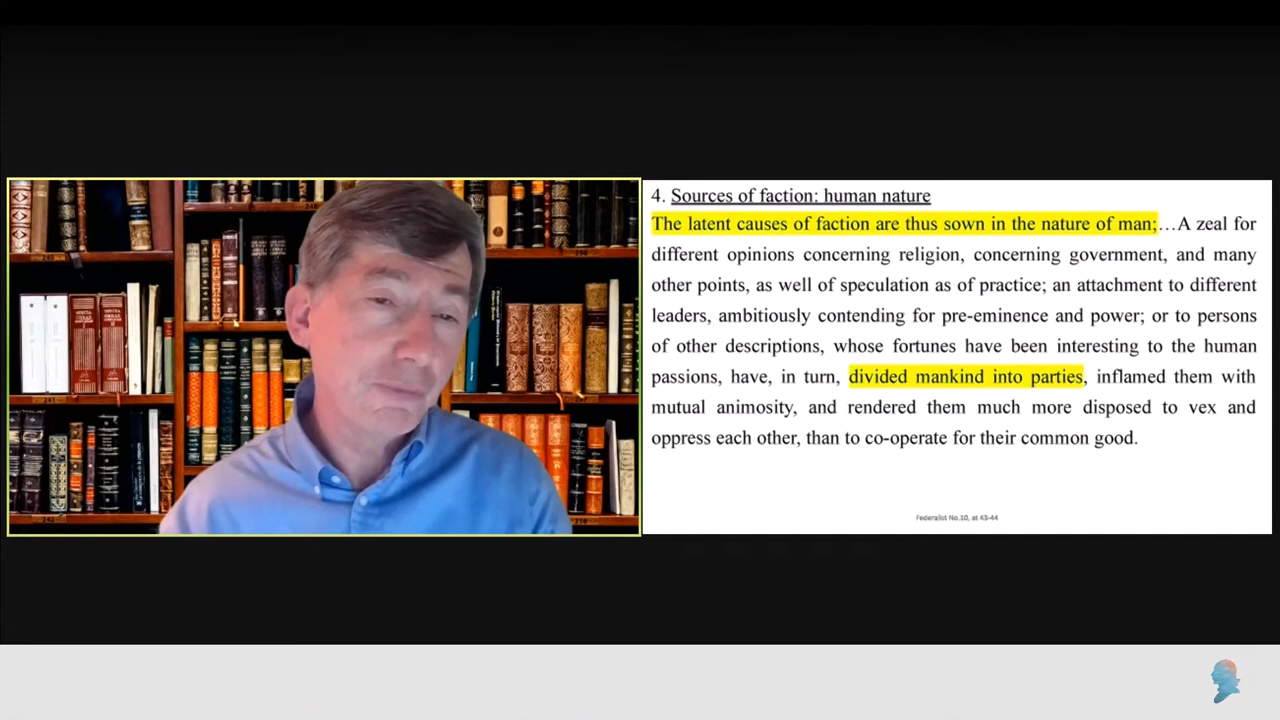 4. Sources of faction: human nature
The latent causes of faction are thus sown in the nature of man;…A zeal for
different opinions concerning religion, concerning government, and many
other points, as well of speculation as of practice; an attachment to different
leaders, ambitiously contending for pre-eminence and power; or to persons
of other descriptions, whose fortunes have been interesting to the human
passions, have, in turn, divided mankind into parties, inflamed them with
mutual animosity, and rendered them much more disposed to vex and
oppress each other, than to co-operate for their common good.
Federalist No.10, at 43-44